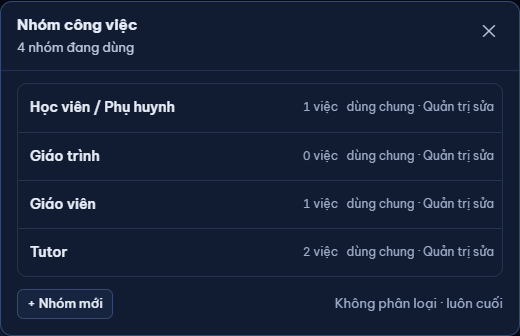 Nhóm công việc
4 nhóm đang dùng
Học viên / Phụ huynh 1 việc dùng chung · Quản trị sửa
Giáo trình 0 việc dùng chung · Quản trị sửa
Giáo viên 1 việc dùng chung · Quản trị sửa
Tutor 2 việc dùng chung · Quản trị sửa
+ Nhóm mới Không phân loại · luôn cuối